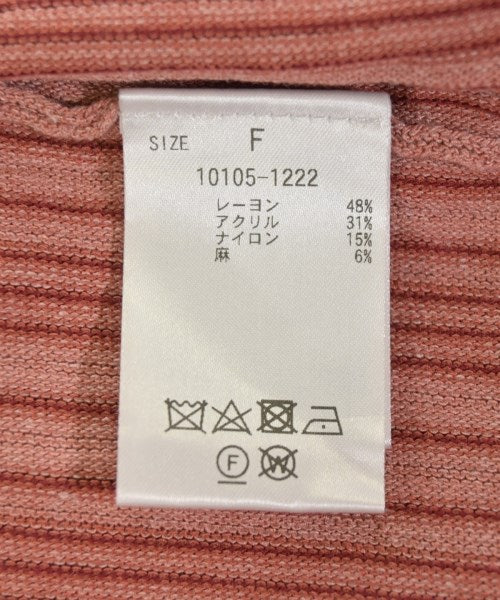 SIZE F
10105-1222
レーヨン 48%
アクリル 31%
ナイロン 15%
麻 6%
F W